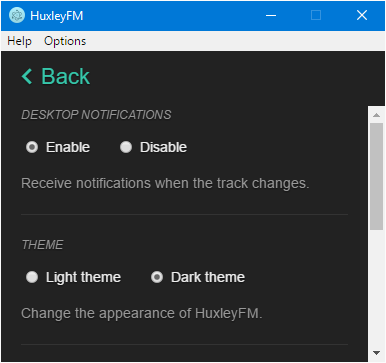 HuxleyFM
Help Options
Back
DESKTOP NOTIFICATIONS
Enable Disable
Receive notifications when the track changes.
THEME
Light theme Dark theme
Change the appearance of HuxleyFM.